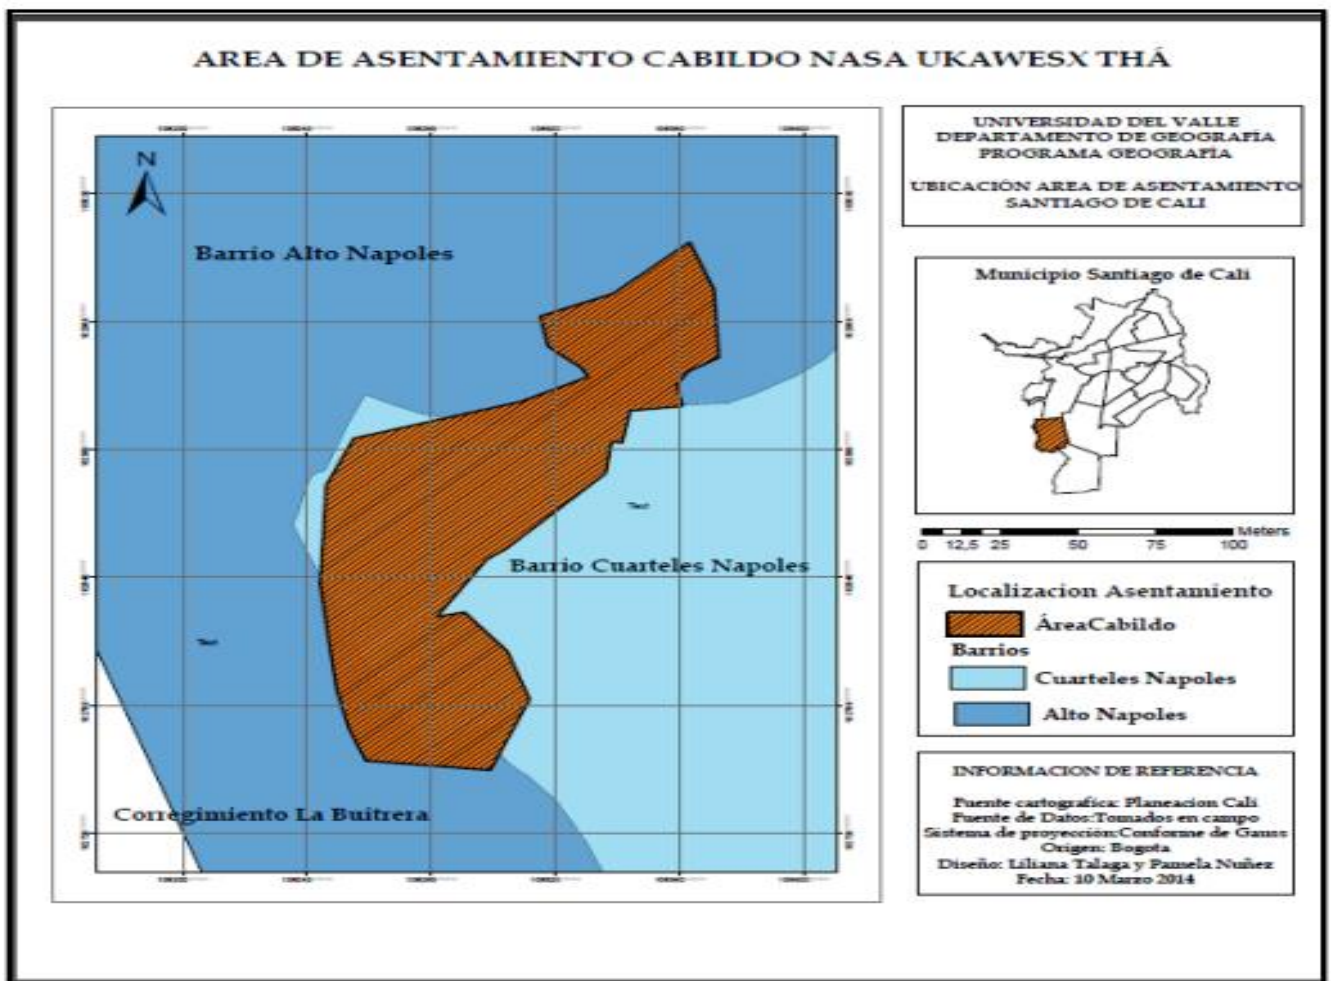 AREA DE ASENTAMIENTO CABILDO NASA UKAWESX THÁ
N
Barrio Alto Napoles
Text
Barrio Cuarteles Napoles
Text
Corregimiento La Buitrera
UNIVERSIDAD DEL VALLE
DEPARTAMENTO DE GEOGRAFÍA
PROGRAMA GEOGRAFÍA
UBICACIÓN AREA DE ASENTAMIENTO
SANTIAGO DE CALI
Municipio Santiago de Cali
Meters
0 12,5 25 50 75 100
Localizacion Asentamiento
ÁreaCabildo
Barrios
Cuarteles Napoles
Alto Napoles
INFORMACION DE REFERENCIA
Fuente cartografica: Planeacion Cali
Fuente de Datos:Tomados en campo
Sistema de proyección:Conforme de Gauss
Origen: Bogota
Diseño: Liliana Talaga y Pamela Nuñez
Fecha: 10 Marzo 2014